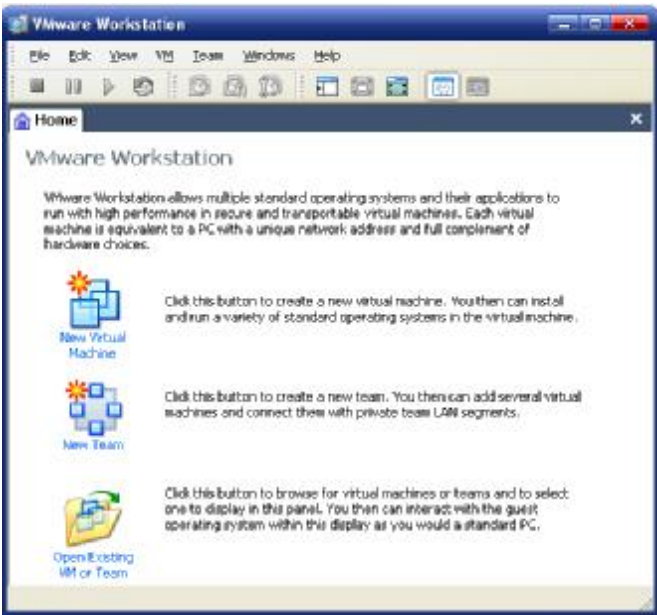 VMware Workstation
File Edit View VM Team Windows Help
Home
VMware Workstation
VMware Workstation allows multiple standard operating systems and their applications to
run with high performance in secure and transportable virtual machines. Each virtual
machine is equivalent to a PC with a unique network address and full complement of
hardware choices.
New Virtual
Machine
Click this button to create a new virtual machine. You then can install
and run a variety of standard operating systems in the virtual machine.
New Team
Click this button to create a new team. You then can add several virtual
machines and connect them with private team LAN segments.
Open Existing
VM or Team
Click this button to browse for virtual machines or teams and to select
one to display in this panel. You then can interact with the guest
operating system within this display as you would a standard PC.